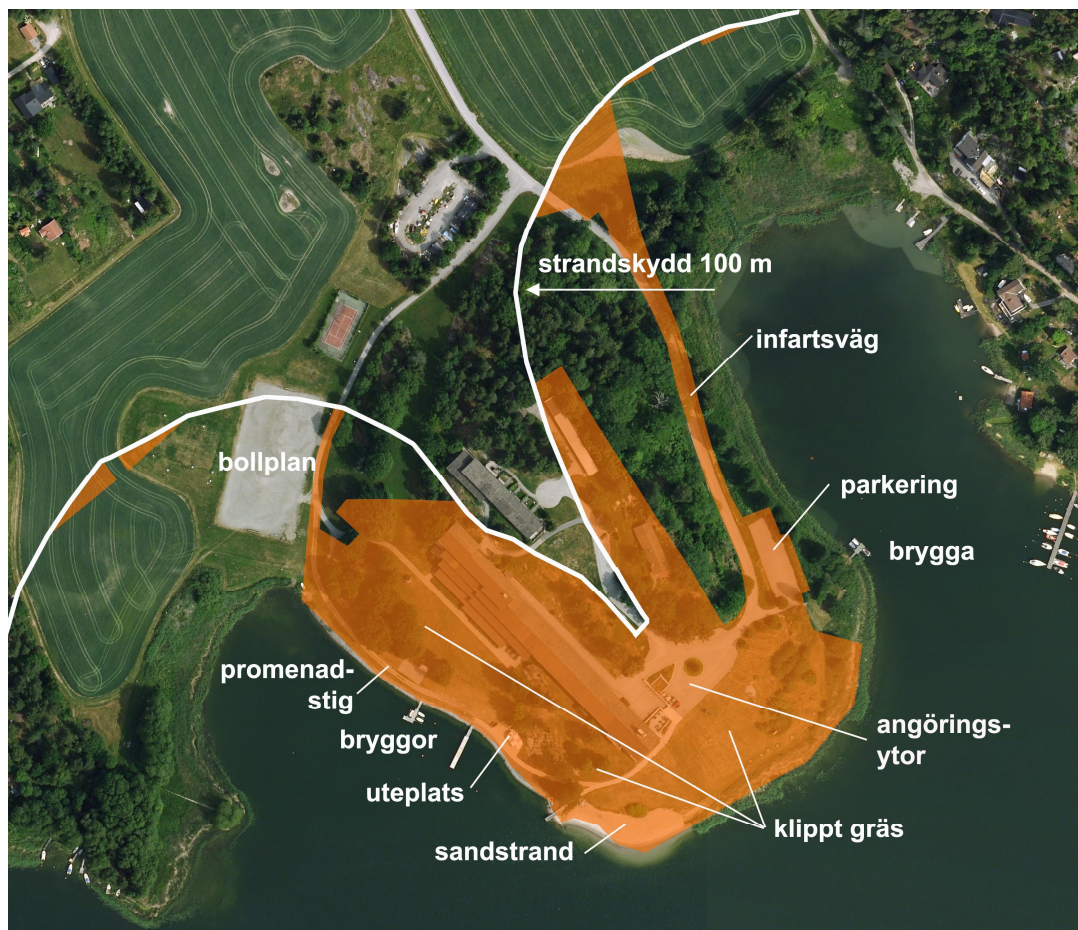 strandskydd 100 m
infartsväg
bollplan
parkering
brygga
promenad-
stig
bryggor
angörings-
ytor
uteplats
klippt gräs
sandstrand